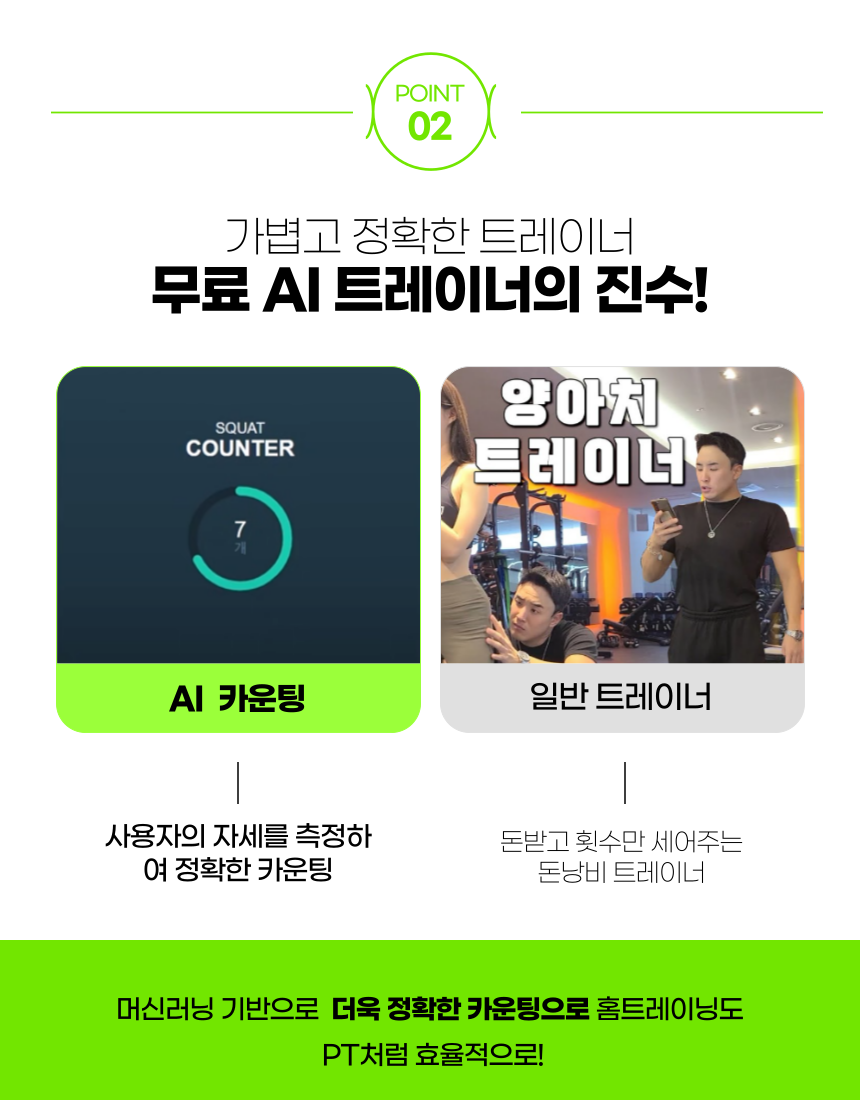 POINT
02
가볍고 정확한 트레이너
무료 AI 트레이너의 진수!
SQUAT
COUNTER
7
개
양아치
트레이너
AI 카운팅
일반 트레이너
사용자의 자세를 측정하
여 정확한 카운팅
돈받고 횟수만 세어주는
돈낭비 트레이너
머신러닝 기반으로 더욱 정확한 카운팅으로 홈트레이닝도
PT처럼 효율적으로!